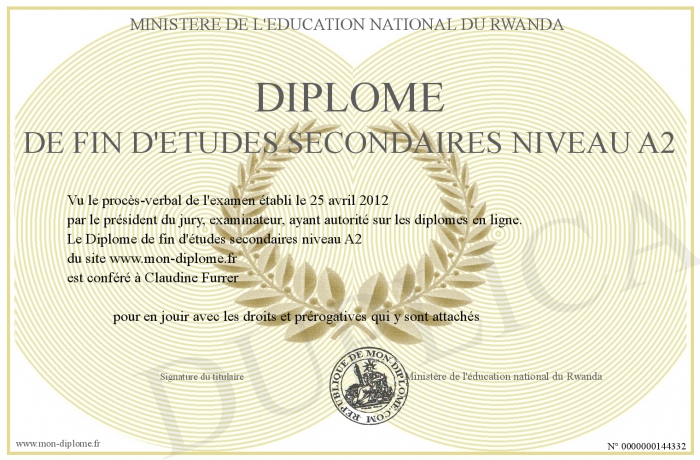 MINISTERE DE L'EDUCATION NATIONAL DU RWANDA
DIPLOME
DE FIN D'ETUDES SECONDAIRES NIVEAU A2
Vu le procès-verbal de l'examen établi le 25 avril 2012
par le président du jury, examinateur, ayant autorité sur les diplomes en ligne.
Le Diplome de fin d'études secondaires niveau A2
du site www.mon-diplome.fr
est conféré à Claudine Furrer
pour en jouir avec les droits et prérogatives qui y sont attachés
Signature du titulaire
Ministère de l'éducation national du Rwanda
REPUBLIQUE DE MON-DIPLOME.COM
www.mon-diplome.fr
N° 0000000144332